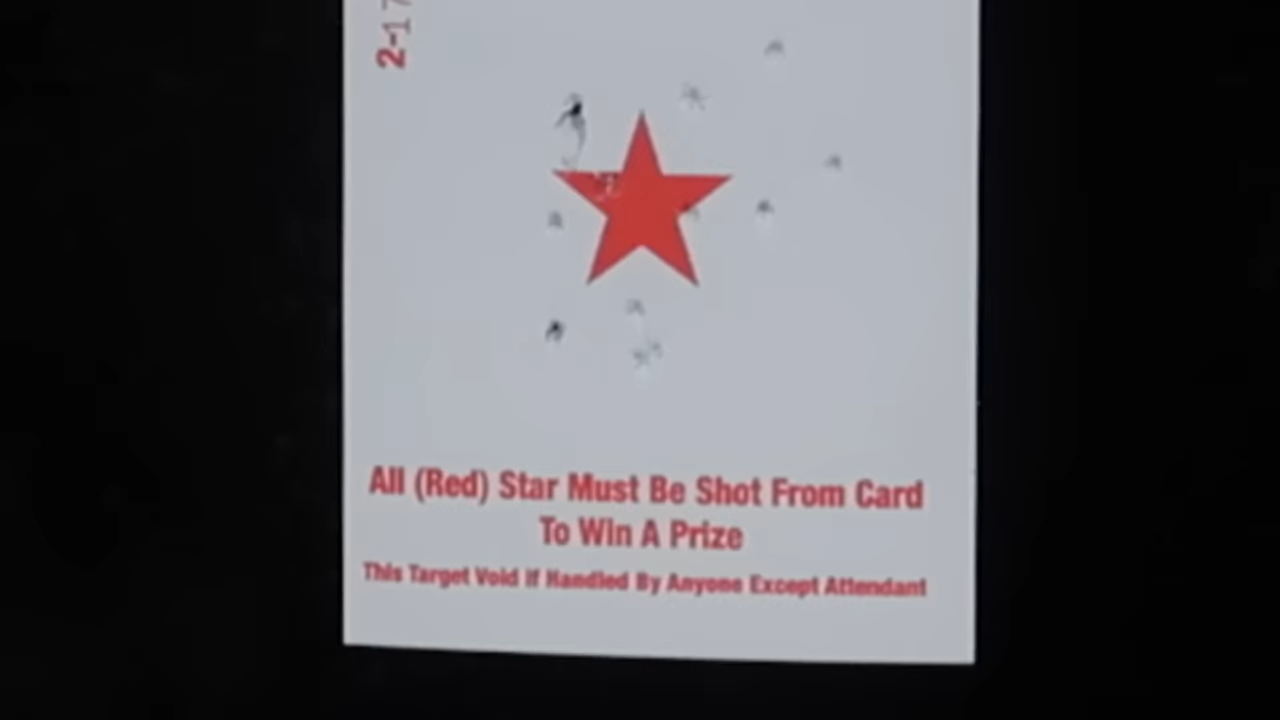 2-17
All (Red) Star Must Be Shot From Card
To Win A Prize
This Target Void If Handled By Anyone Except Attendant